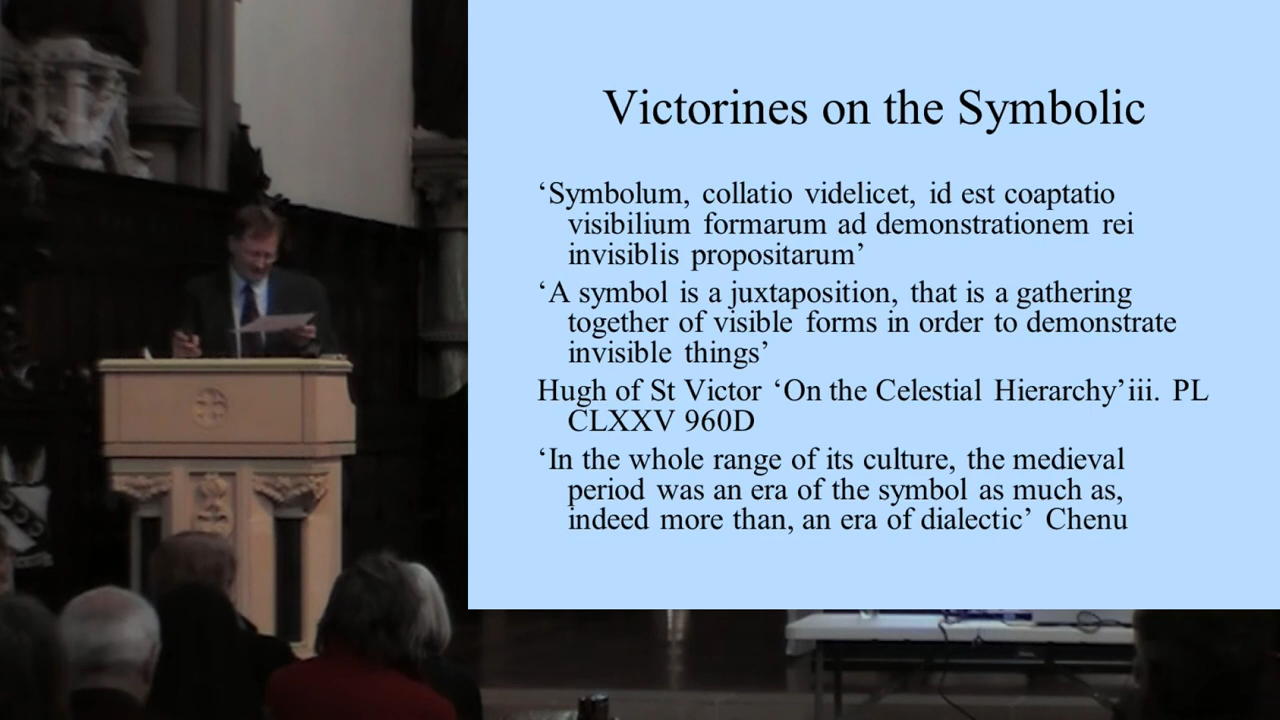 Victorines on the Symbolic
‘Symbolum, collatio videlicet, id est coaptatio
visibilium formarum ad demonstrationem rei
invisiblis propositarum’
‘A symbol is a juxtaposition, that is a gathering
together of visible forms in order to demonstrate
invisible things’
Hugh of St Victor ‘On the Celestial Hierarchy’iii. PL
CLXXV 960D
‘In the whole range of its culture, the medieval
period was an era of the symbol as much as,
indeed more than, an era of dialectic’ Chenu